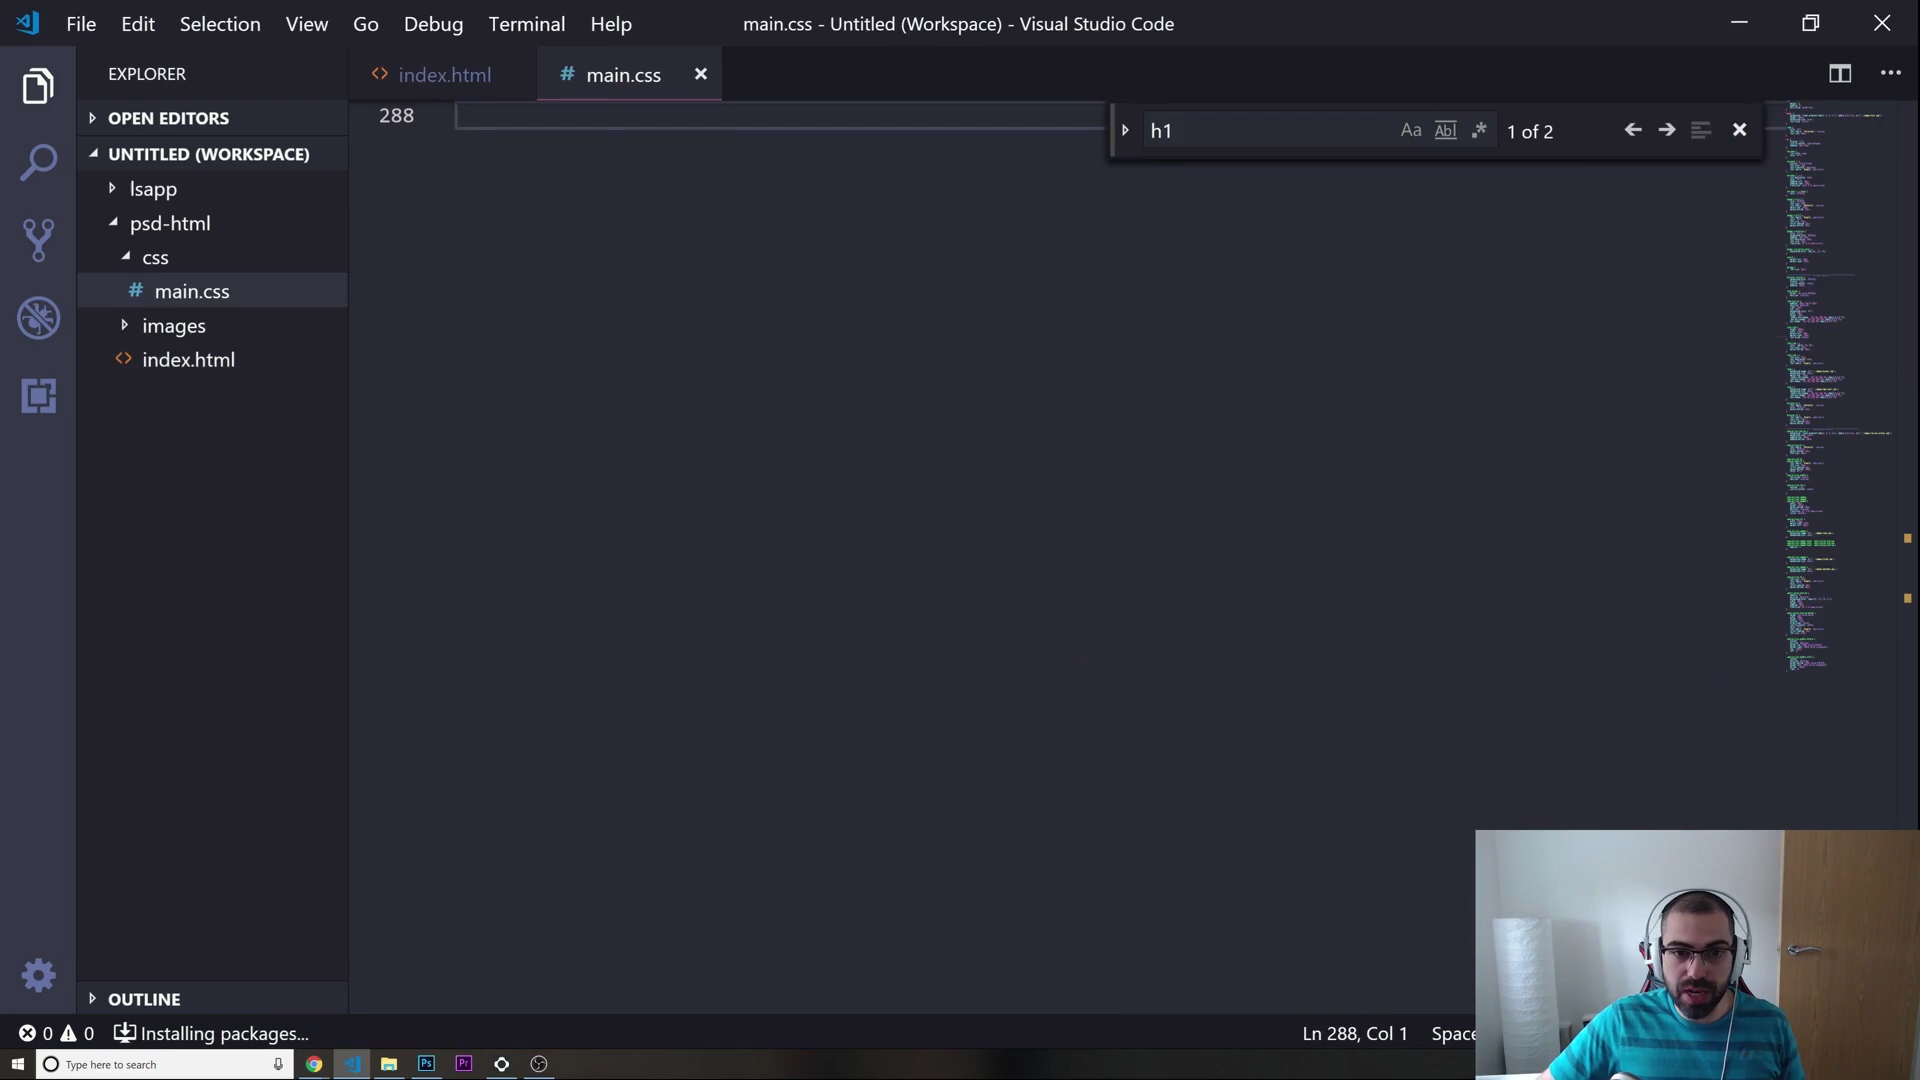 File Edit Selection View Go Debug Terminal Help
main.css - Untitled (Workspace) - Visual Studio Code
EXPLORER
OPEN EDITORS
UNTITLED (WORKSPACE)
lsapp
psd-html
css
# main.css
images
<> index.html
OUTLINE
<> index.html
# main.css
288
h1
Aa Abl .* 1 of 2
0 0 Installing packages...
Ln 288, Col 1 Space
Type here to search
Ps Pr